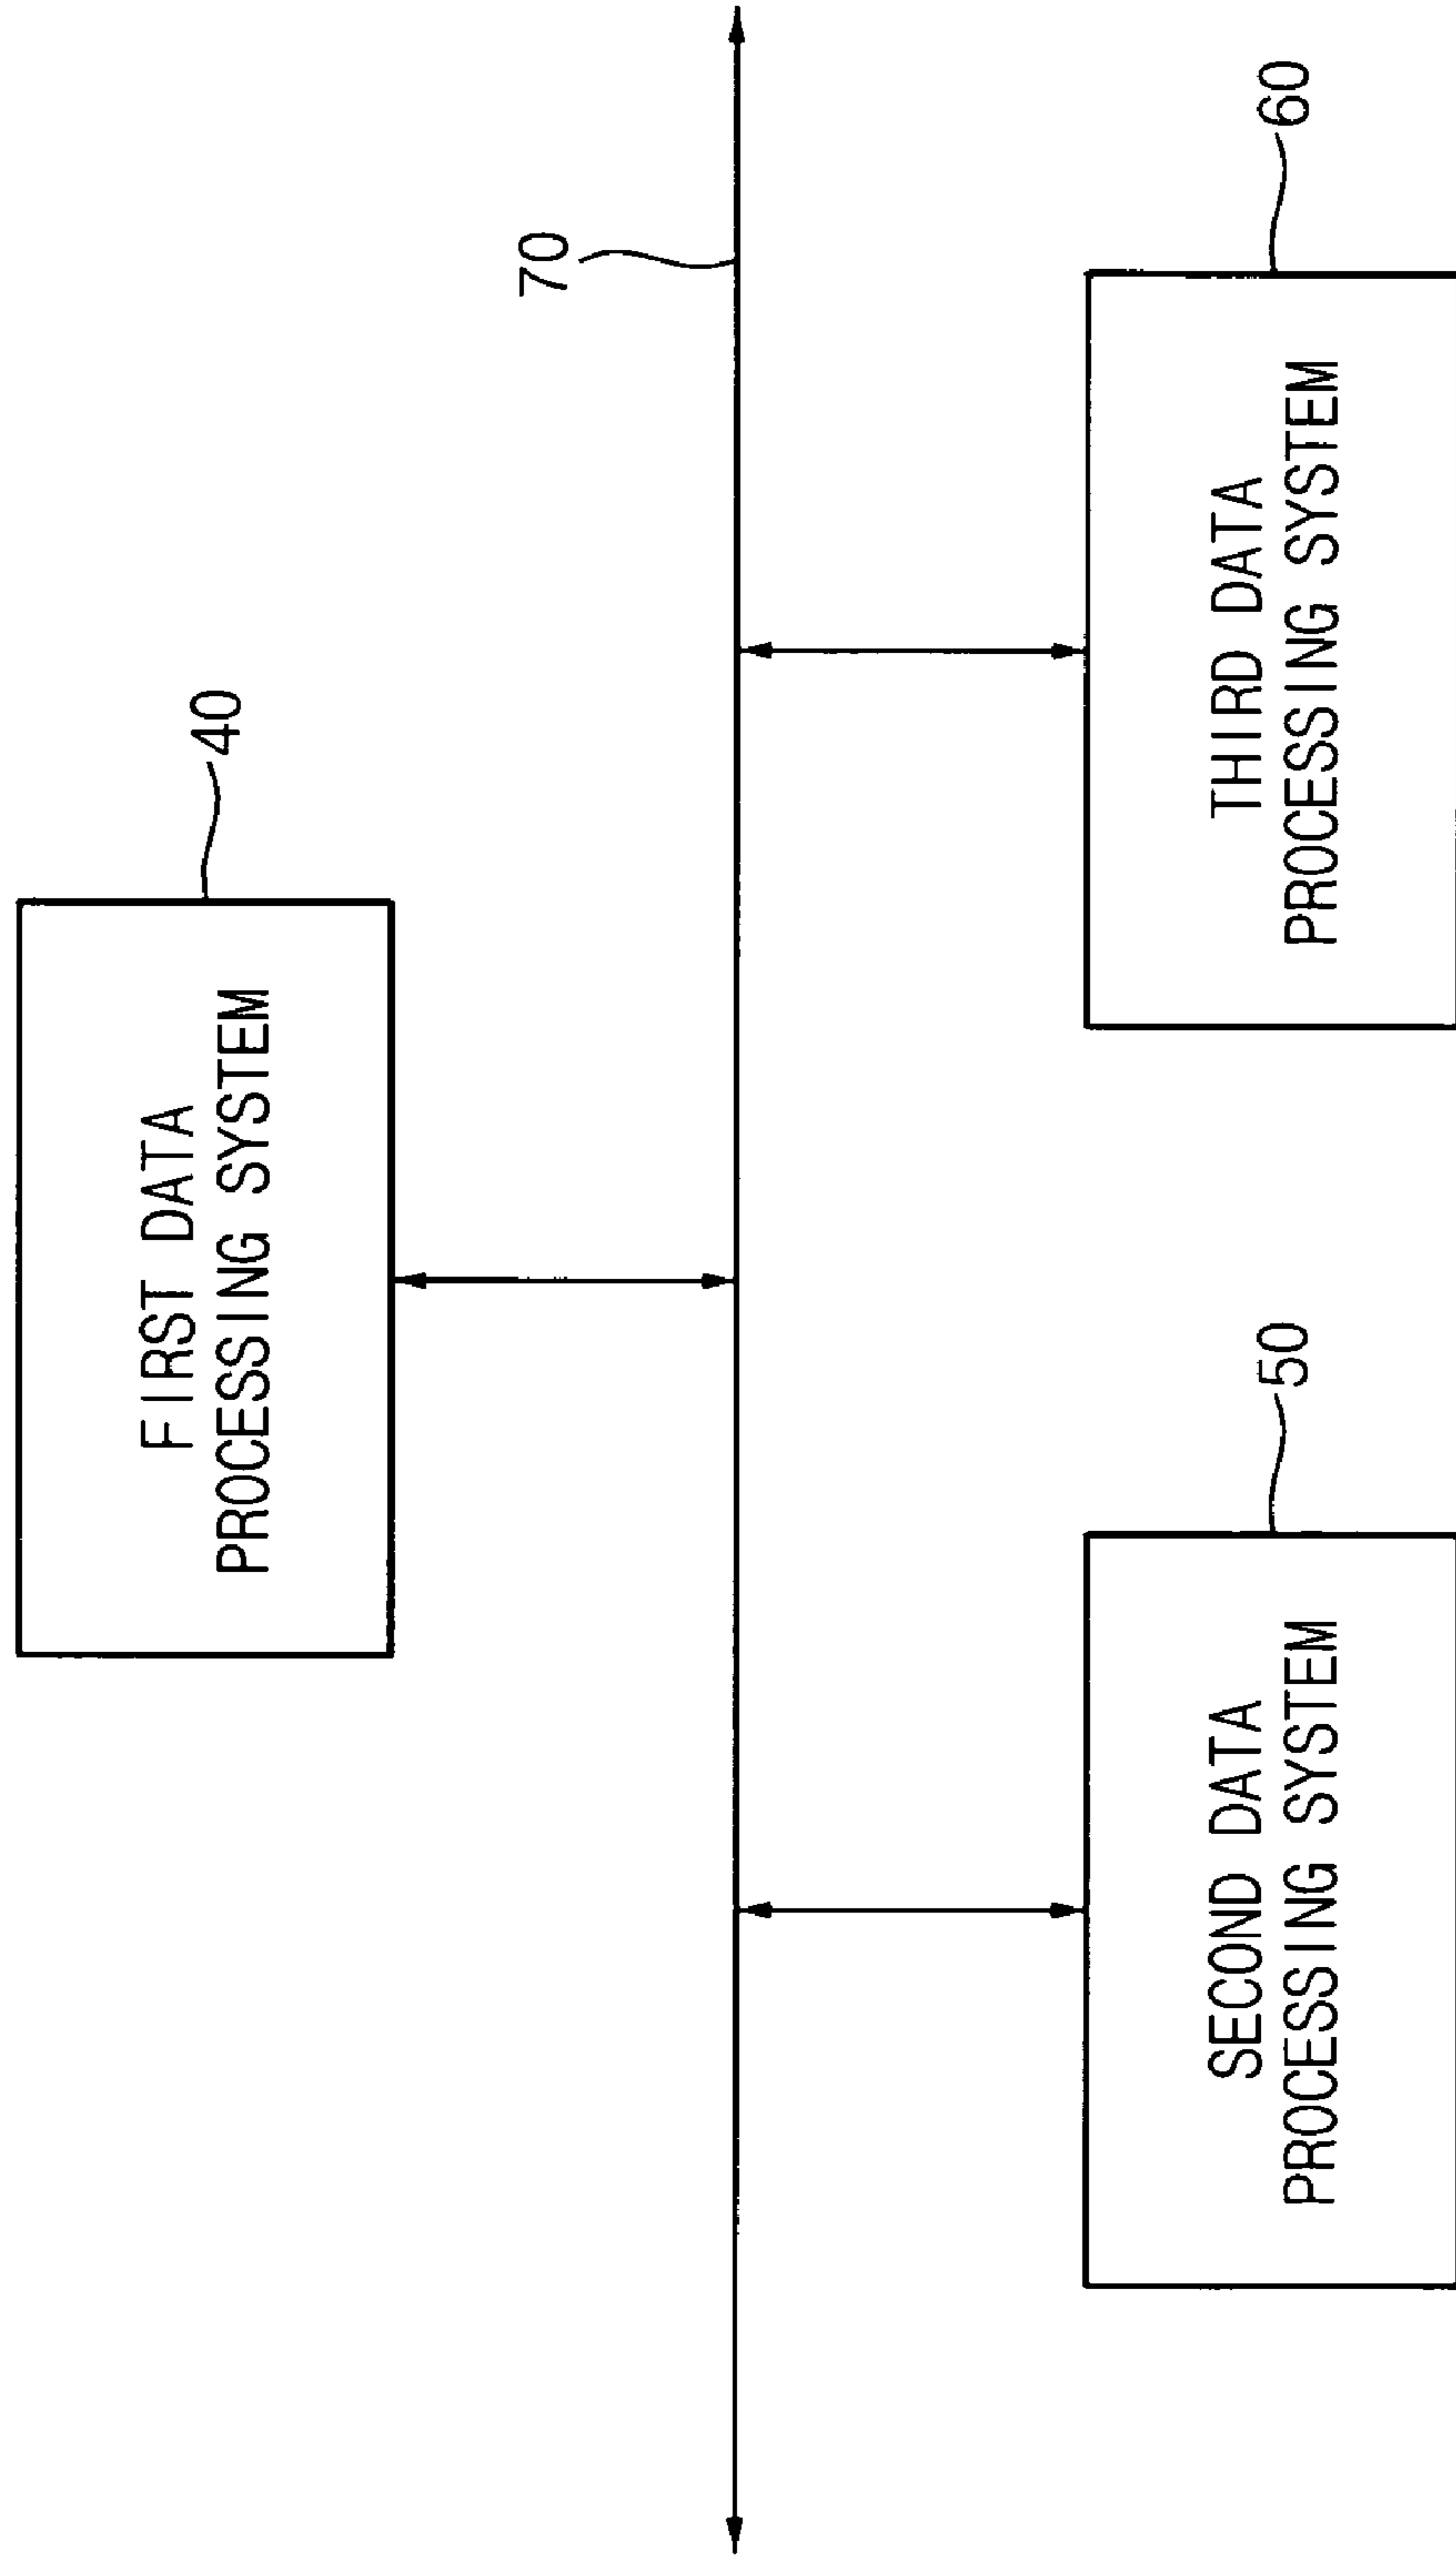 FIRST DATA
PROCESSING SYSTEM
40
70
SECOND DATA
PROCESSING SYSTEM
50
THIRD DATA
PROCESSING SYSTEM
60